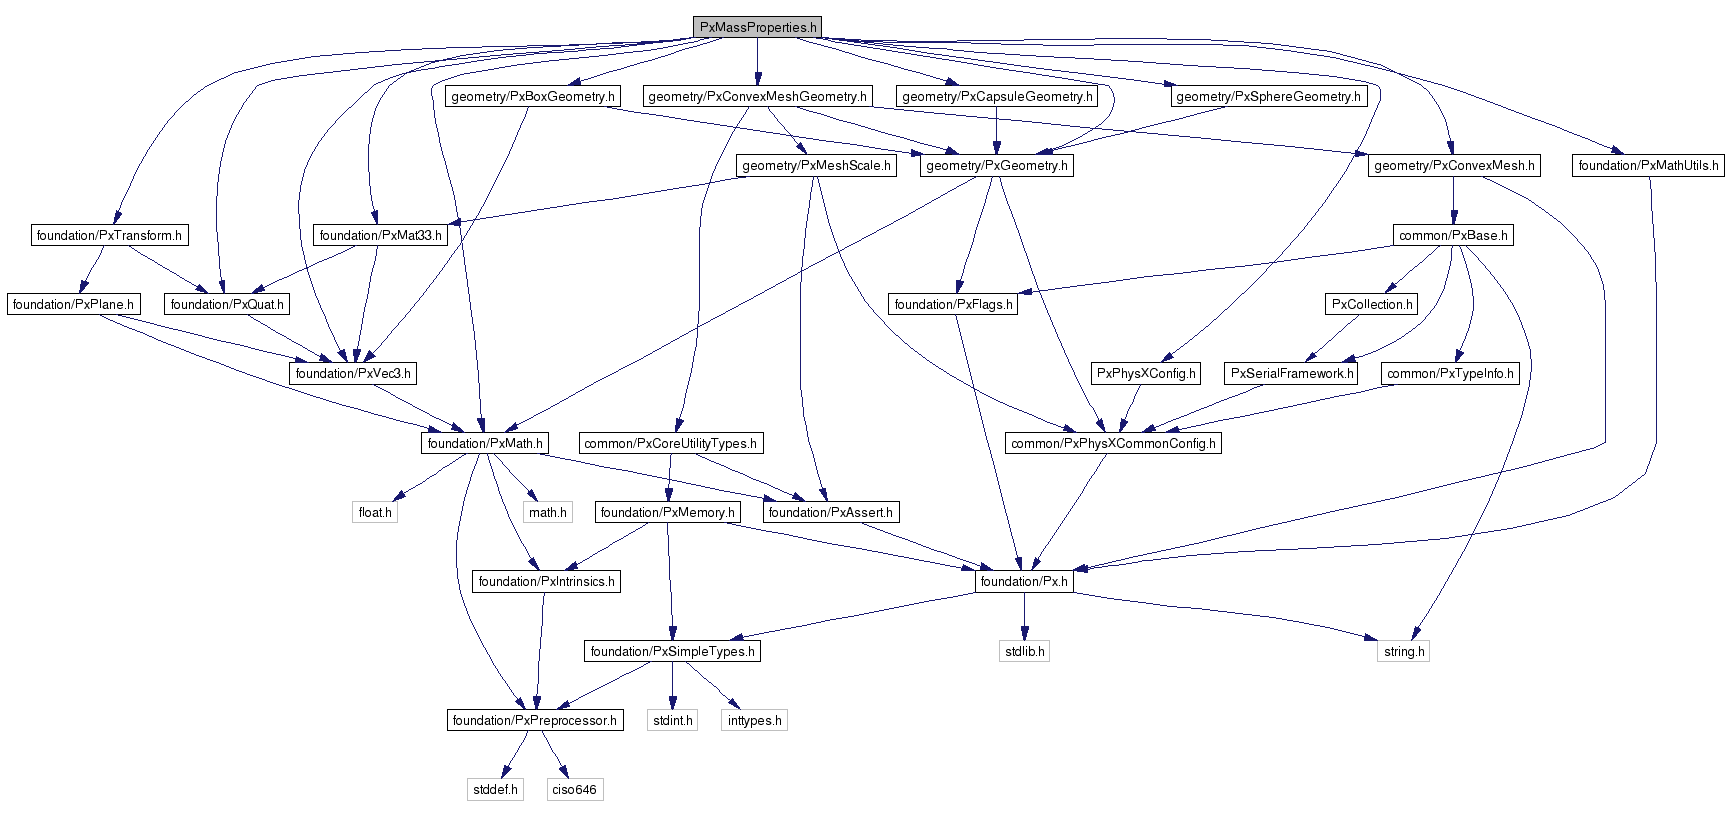 PxMassProperties.h
geometry/PxBoxGeometry.h
geometry/PxConvexMeshGeometry.h
geometry/PxCapsuleGeometry.h
geometry/PxSphereGeometry.h
geometry/PxMeshScale.h
geometry/PxGeometry.h
geometry/PxConvexMesh.h
foundation/PxMathUtils.h
foundation/PxTransform.h
foundation/PxMat33.h
common/PxBase.h
foundation/PxPlane.h
foundation/PxQuat.h
foundation/PxFlags.h
PxCollection.h
foundation/PxVec3.h
PxPhysXConfig.h
PxSerialFramework.h
common/PxTypeInfo.h
foundation/PxMath.h
common/PxCoreUtilityTypes.h
common/PxPhysXCommonConfig.h
float.h
math.h
foundation/PxMemory.h
foundation/PxAssert.h
foundation/PxIntrinsics.h
foundation/Px.h
foundation/PxSimpleTypes.h
stdlib.h
string.h
foundation/PxPreprocessor.h
stdint.h
inttypes.h
stddef.h
ciso646